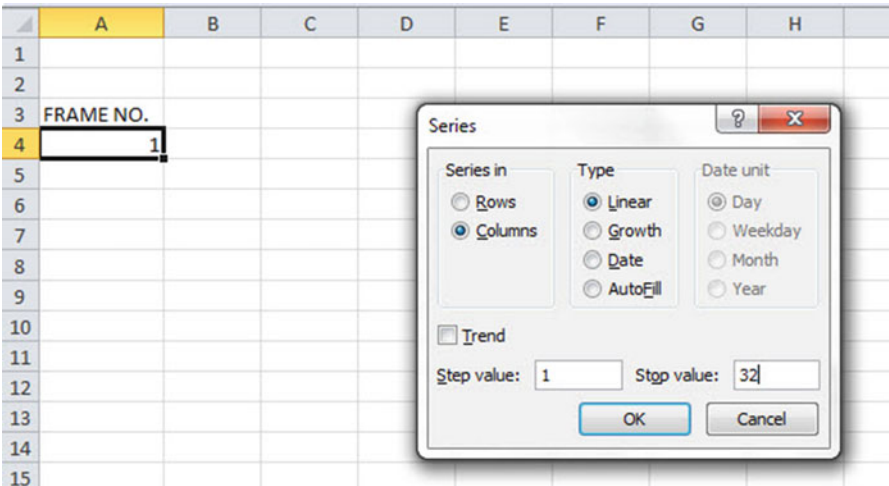 A B C D E F G H
1
2
3 FRAME NO.
4 1
5
6
7
8
9
10
11
12
13
14
15
Series ? X
Series in Type Date unit
Rows Linear Day
Columns Growth Weekday
Date Month
AutoFill Year
Trend
Step value: 1 Stop value: 32
OK Cancel